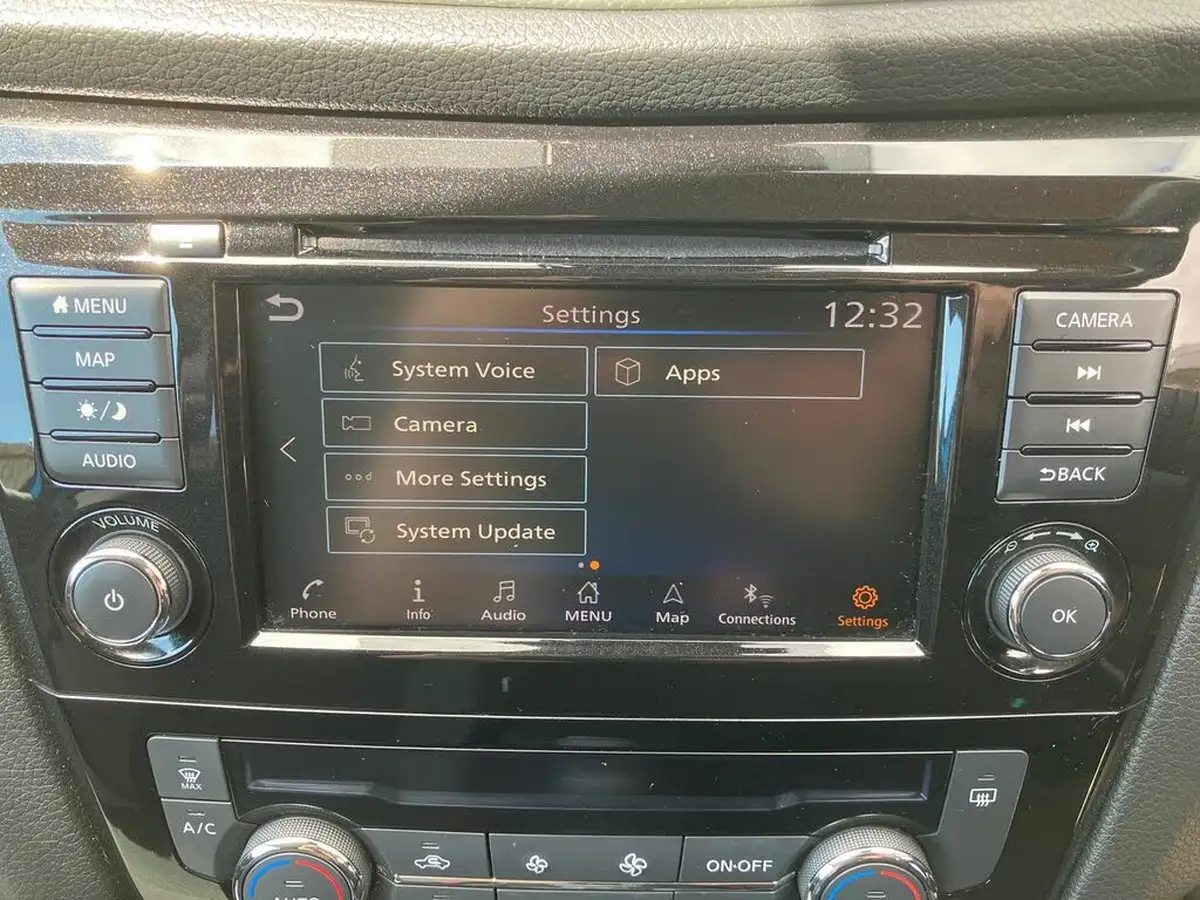 MENU
MAP
AUDIO
VOLUME
Settings
12:32
System Voice
Apps
Camera
More Settings
System Update
Phone
Info
Audio
MENU
Map
Connections
Settings
CAMERA
BACK
OK
MAX
A/C
AUTO
ON·OFF